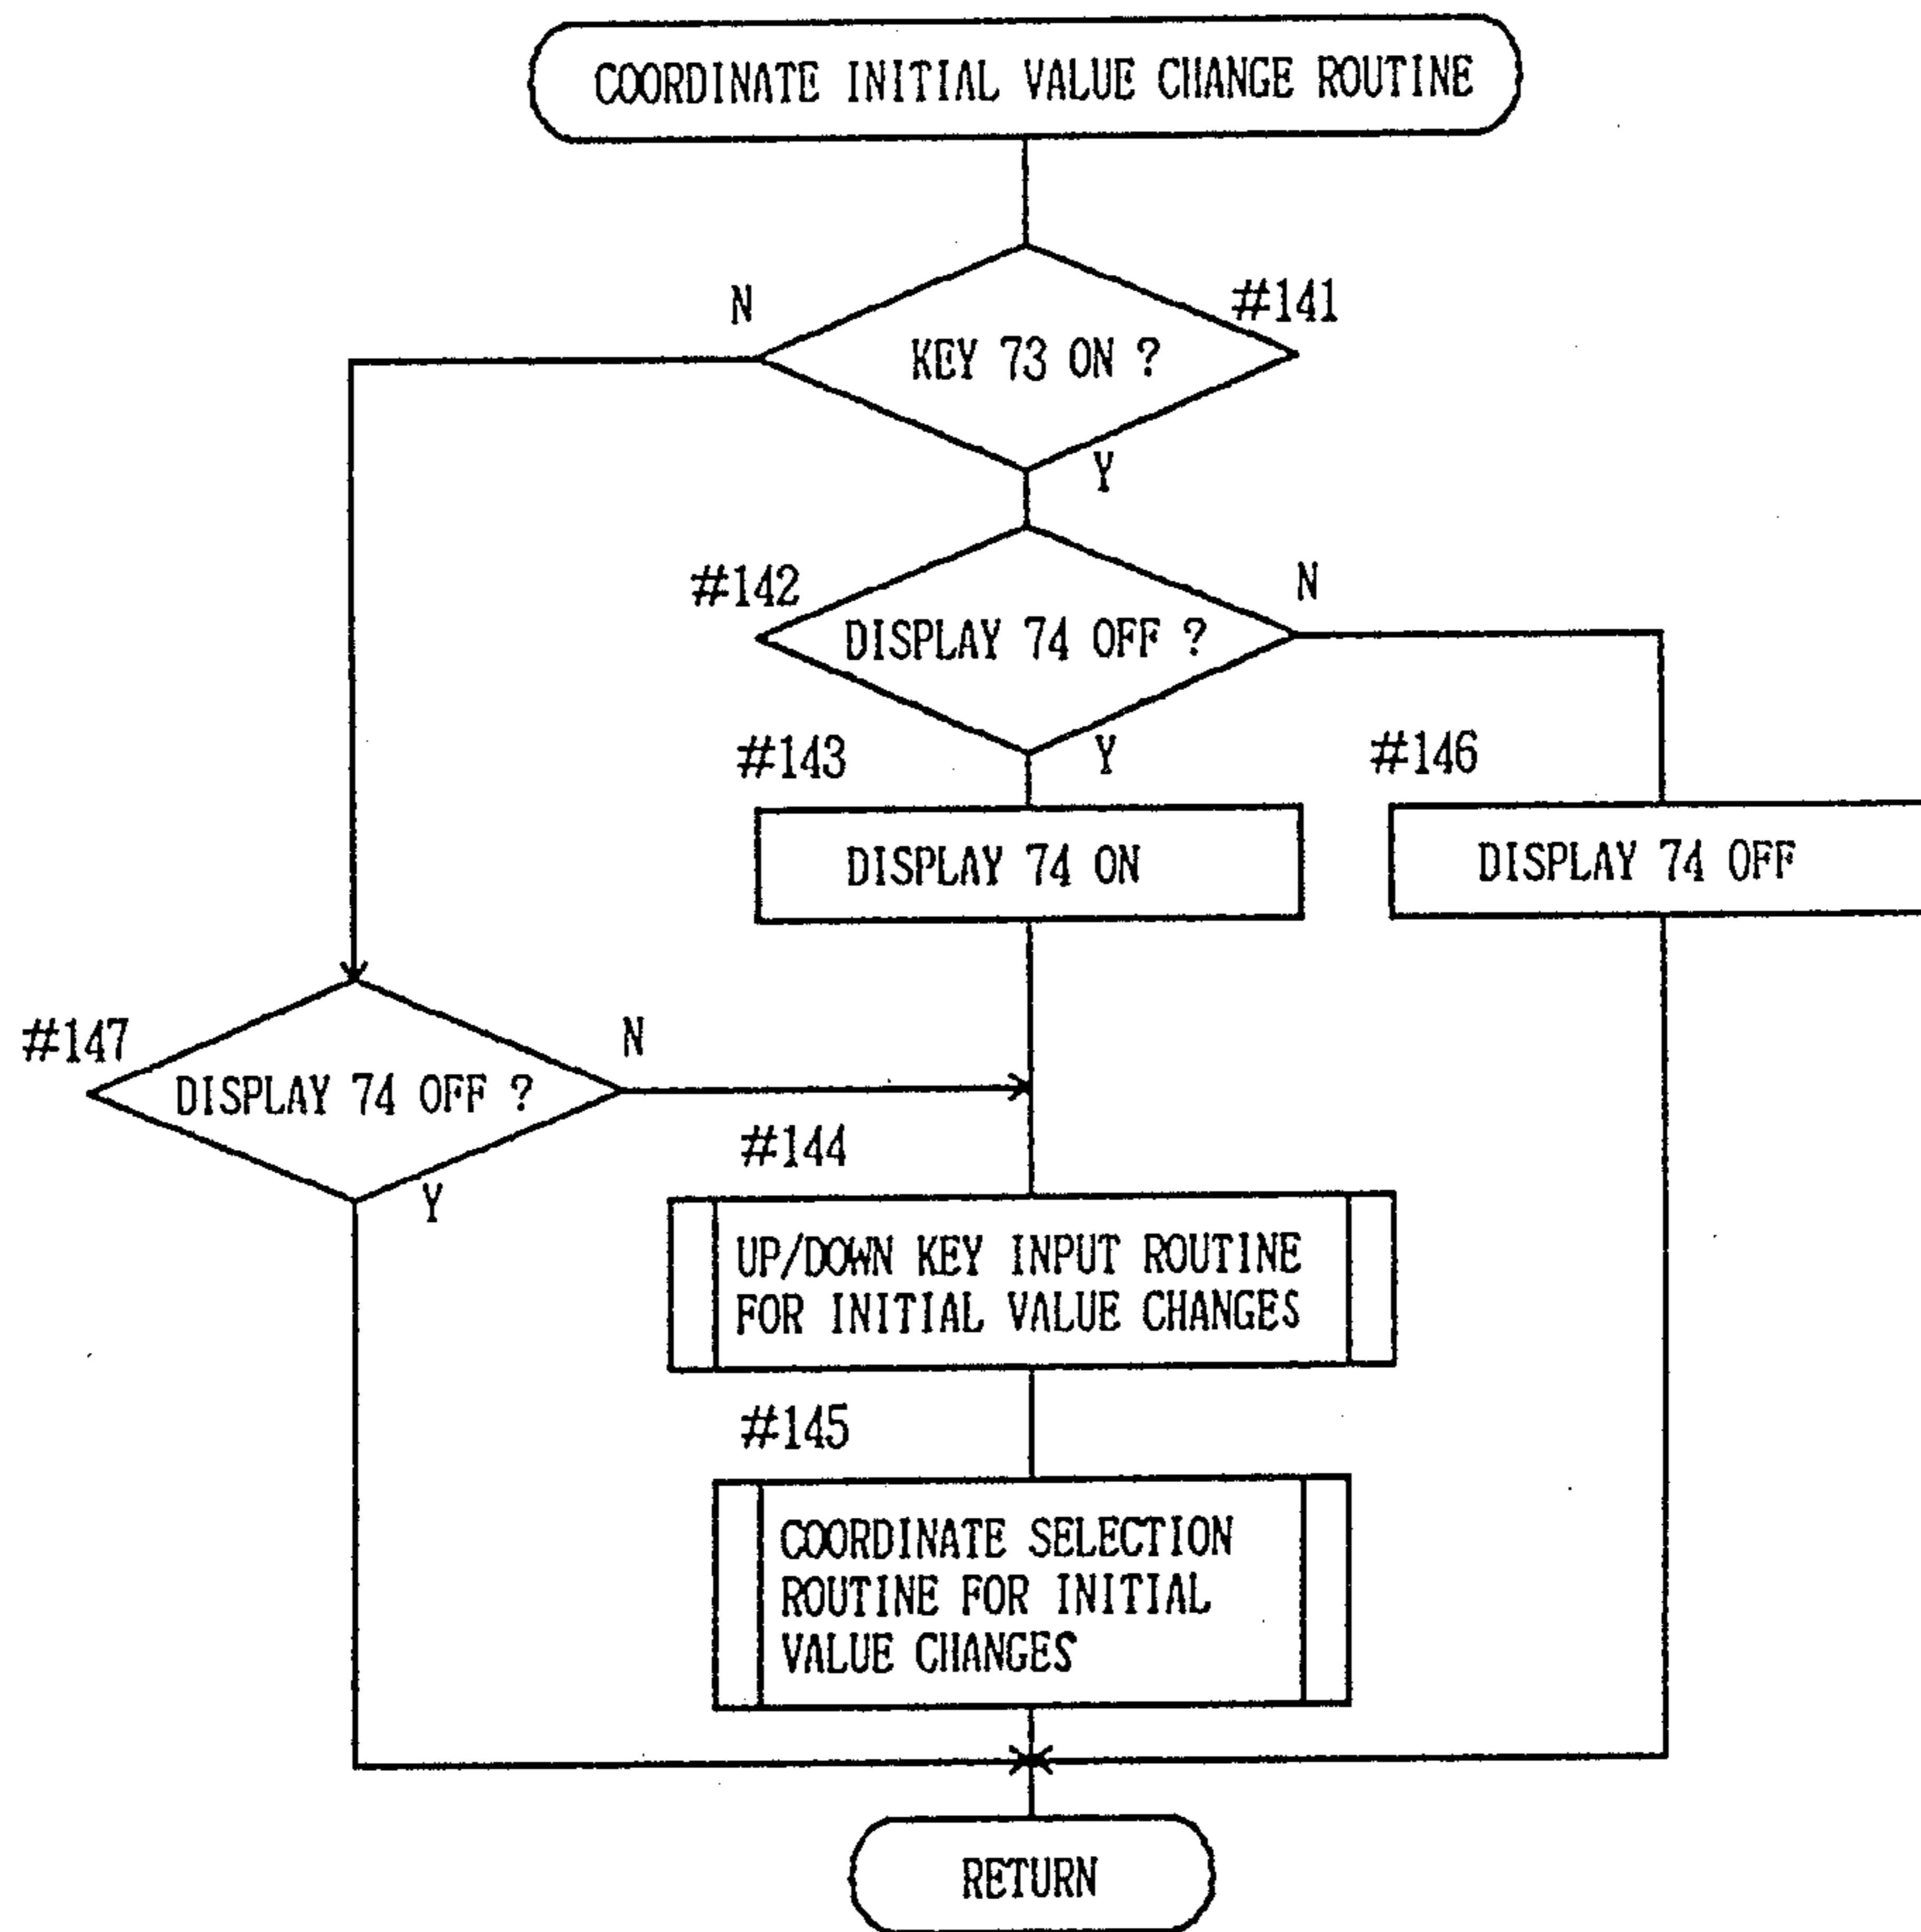 COORDINATE INITIAL VALUE CHANGE ROUTINE
N
#141
KEY 73 ON ?
Y
#142
N
DISPLAY 74 OFF ?
#143
Y
#146
DISPLAY 74 ON
DISPLAY 74 OFF
#147
N
DISPLAY 74 OFF ?
#144
Y
UP/DOWN KEY INPUT ROUTINE
FOR INITIAL VALUE CHANGES
#145
COORDINATE SELECTION
ROUTINE FOR INITIAL
VALUE CHANGES
RETURN